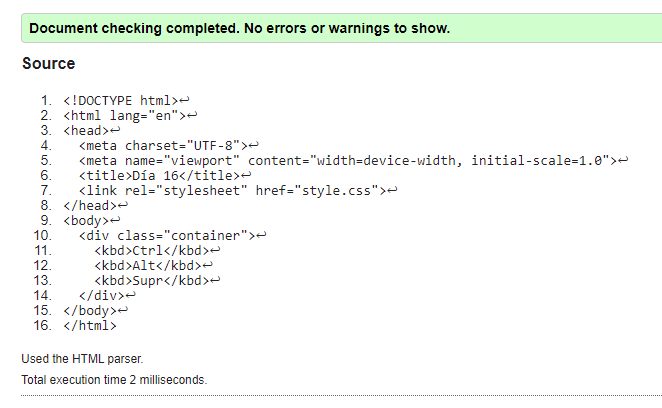 Document checking completed. No errors or warnings to show.
Source
1. <!DOCTYPE html>↩
2. <html lang="en">↩
3. <head>↩
4.   <meta charset="UTF-8">↩
5.   <meta name="viewport" content="width=device-width, initial-scale=1.0">↩
6.   <title>Día 16</title>↩
7.   <link rel="stylesheet" href="style.css">↩
8. </head>↩
9. <body>↩
10.   <div class="container">↩
11.     <kbd>Ctrl</kbd>↩
12.     <kbd>Alt</kbd>↩
13.     <kbd>Supr</kbd>↩
14.   </div>↩
15. </body>↩
16. </html>
Used the HTML parser.
Total execution time 2 milliseconds.